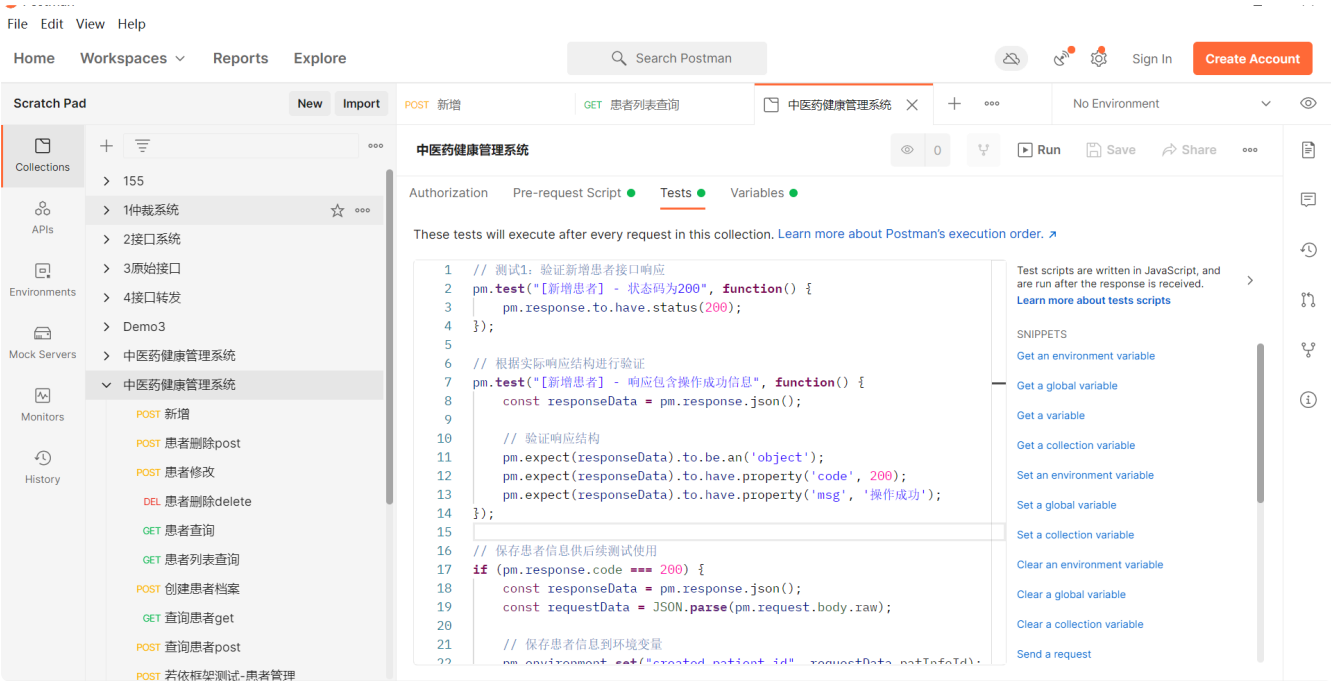 File Edit View Help
Home Workspaces Reports Explore Search Postman Sign In Create Account
Scratch Pad New Import POST 新增 GET 患者列表查询 中医药健康管理系统 No Environment
Collections
APIs
Environments
Mock Servers
Monitors
History
155
1仲裁系统
2接口系统
3原始接口
4接口转发
Demo3
中医药健康管理系统
中医药健康管理系统
POST 新增
POST 患者删除post
POST 患者修改
DEL 患者删除delete
GET 患者查询
GET 患者列表查询
POST 创建患者档案
GET 查询患者get
POST 查询患者post
POST 若依框架测试-患者管理
中医药健康管理系统 0 Run Save Share
Authorization Pre-request Script Tests Variables
These tests will execute after every request in this collection. Learn more about Postman's execution order. ↗
1 // 测试1: 验证新增患者接口响应
2 pm.test("[新增患者] - 状态码为200", function() {
3 pm.response.to.have.status(200);
4 });
5
6 // 根据实际响应结构进行验证
7 pm.test("[新增患者] - 响应包含操作成功信息", function() {
8 const responseData = pm.response.json();
9
10 // 验证响应结构
11 pm.expect(responseData).to.be.an('object');
12 pm.expect(responseData).to.have.property('code', 200);
13 pm.expect(responseData).to.have.property('msg', '操作成功');
14 });
15
16 // 保存患者信息供后续测试使用
17 if (pm.response.code === 200) {
18 const responseData = pm.response.json();
19 const requestData = JSON.parse(pm.request.body.raw);
20
21 // 保存患者信息到环境变量
22 pm.environment.set("created_patient_id", requestData.patInfoId);
Test scripts are written in JavaScript, and
are run after the response is received.
Learn more about tests scripts
SNIPPETS
Get an environment variable
Get a global variable
Get a variable
Get a collection variable
Set an environment variable
Set a global variable
Set a collection variable
Clear an environment variable
Clear a global variable
Clear a collection variable
Send a request